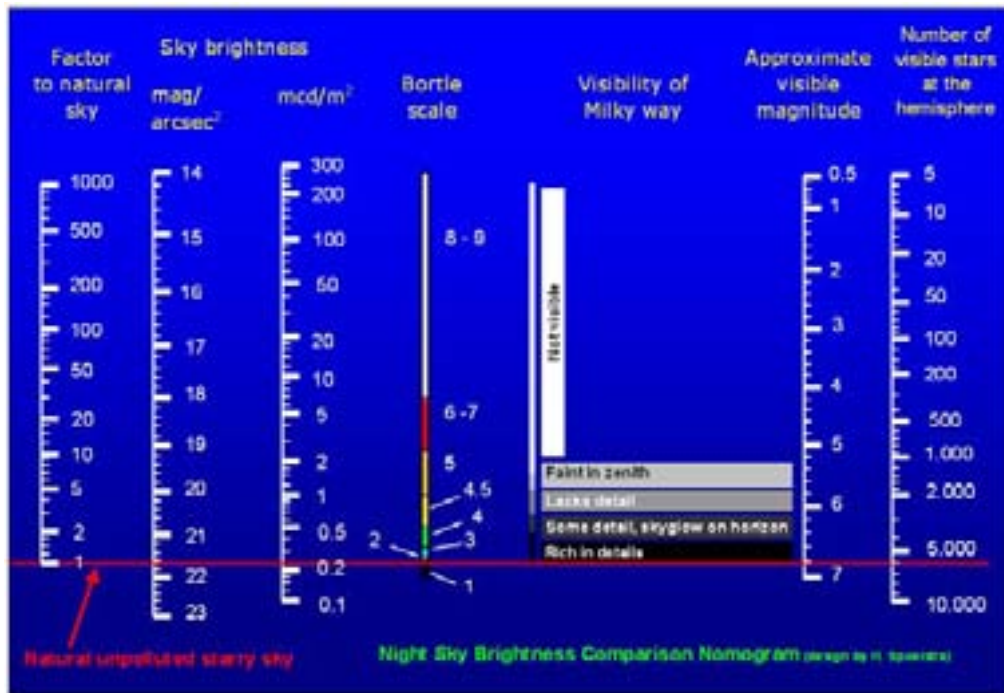 Factor
to natural
sky
Sky brightness
mag/
arcsec²
mcd/m²
Bortle
scale
Visibility of
Milky way
Approximate
visible
magnitude
Number of
visible stars
at the
hemisphere
1000
500
200
100
50
20
10
5
2
1
14
15
16
17
18
19
20
21
22
23
300
200
100
50
20
10
5
2
1
0.5
0.2
0.1
8 - 9
6 -7
5
4,5
4
3
2
1
Not visible
Faint in zenith
Lacks detail
Some detail, skyglow on horizon
Rich in details
0.5
1
2
3
4
5
6
7
5
10
20
50
100
200
500
1.000
2.000
5.000
10.000
Natural unpolluted starry sky
Night Sky Brightness Comparison Nomogram (design by H. Spoelstra)